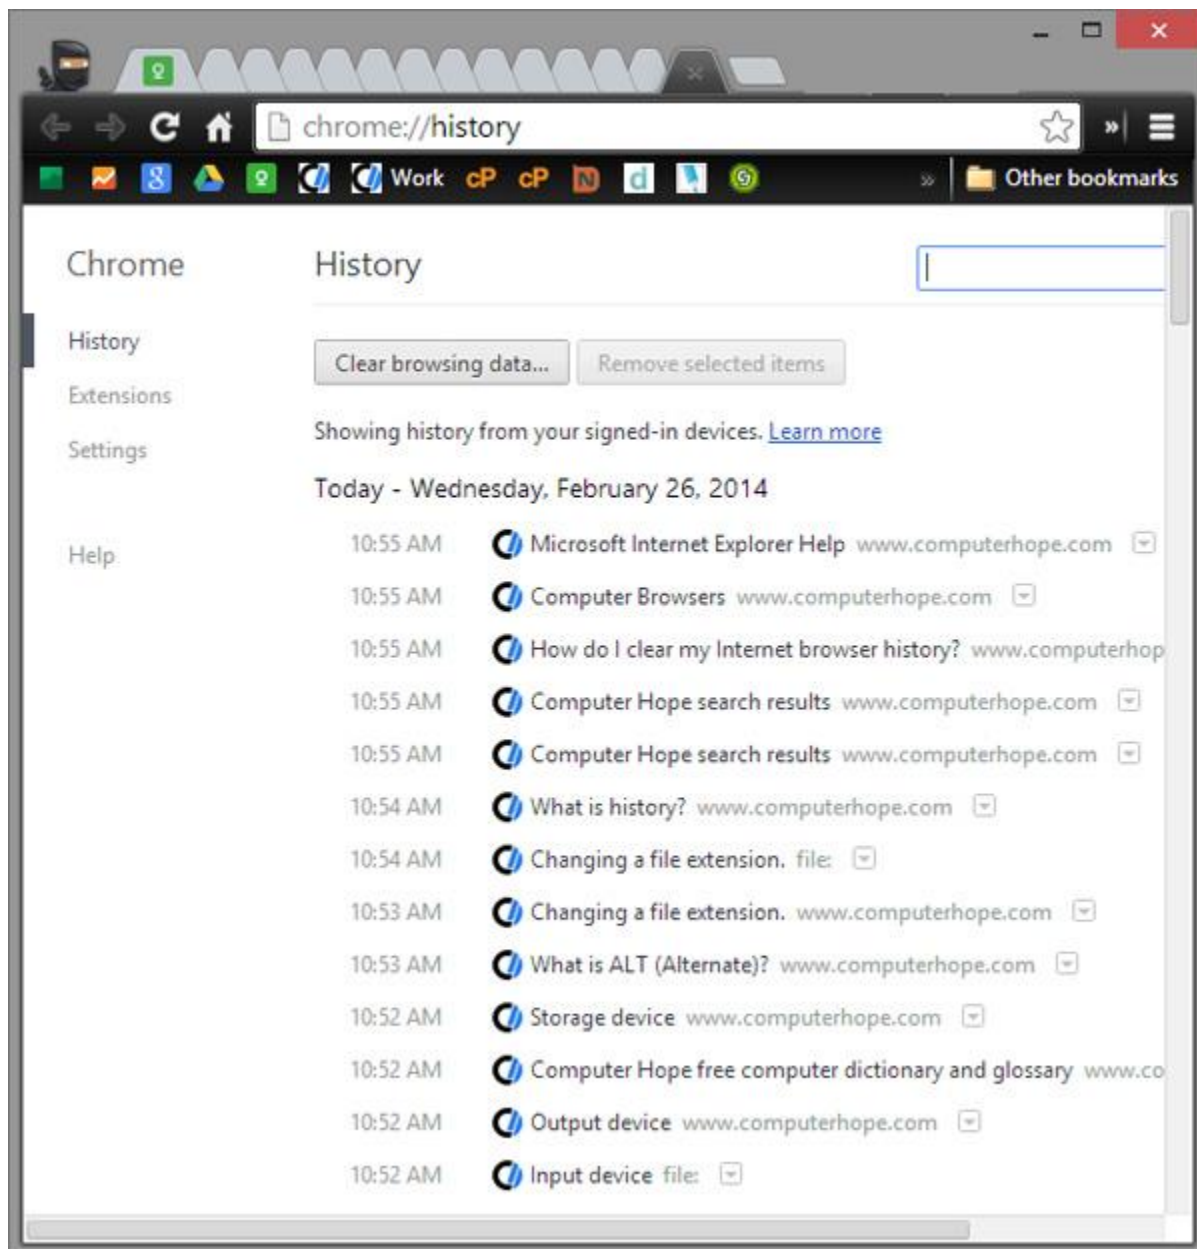 chrome://history
Work cP cP Other bookmarks
Chrome
History
History
Extensions
Settings
Help
Clear browsing data... Remove selected items
Showing history from your signed-in devices. Learn more
Today - Wednesday, February 26, 2014
10:55 AM Microsoft Internet Explorer Help www.computerhope.com
10:55 AM Computer Browsers www.computerhope.com
10:55 AM How do I clear my Internet browser history? www.computerhop
10:55 AM Computer Hope search results www.computerhope.com
10:55 AM Computer Hope search results www.computerhope.com
10:54 AM What is history? www.computerhope.com
10:54 AM Changing a file extension. file:
10:53 AM Changing a file extension. www.computerhope.com
10:53 AM What is ALT (Alternate)? www.computerhope.com
10:52 AM Storage device www.computerhope.com
10:52 AM Computer Hope free computer dictionary and glossary www.co
10:52 AM Output device www.computerhope.com
10:52 AM Input device file: